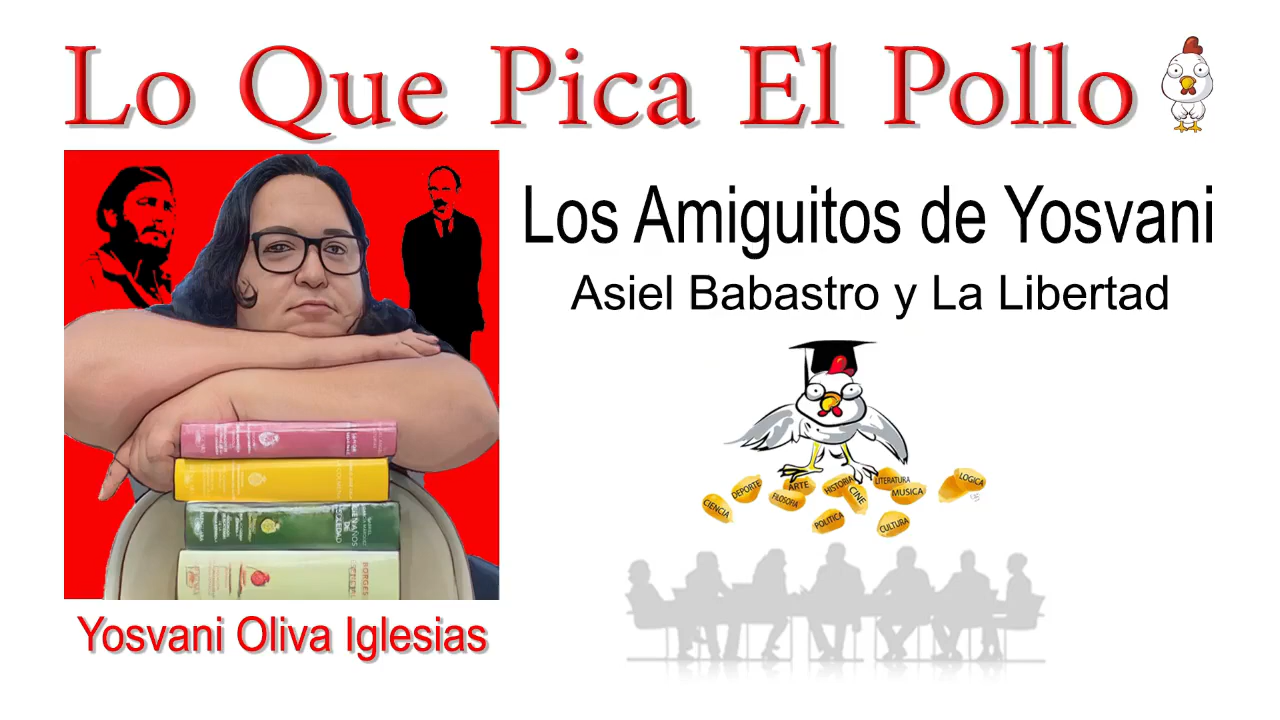 Lo Que Pica El Pollo
Los Amiguitos de Yosvani
Asiel Babastro y La Libertad
CIENCIA
DEPORTE
ARTE
FILOSOFIA
HISTORIA
CINE
LITERATURA
MUSICA
LOGICA
POLITICA
CULTURA
BORGES
Yosvani Oliva Iglesias